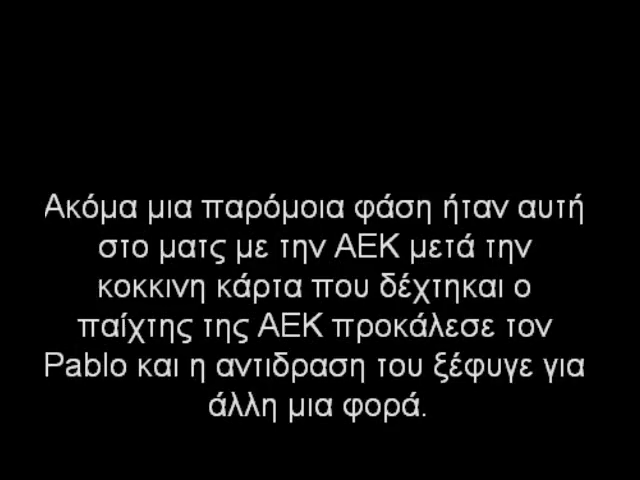 Ακόμα μια παρόμοια φάση ήταν αυτή
στο ματς με την ΑΕΚ μετά την
κοκκινη κάρτα που δέχτηκαι ο
παίχτης της ΑΕΚ προκάλεσε τον
Pablo και η αντιδραση του ξέφυγε για
άλλη μια φορά.